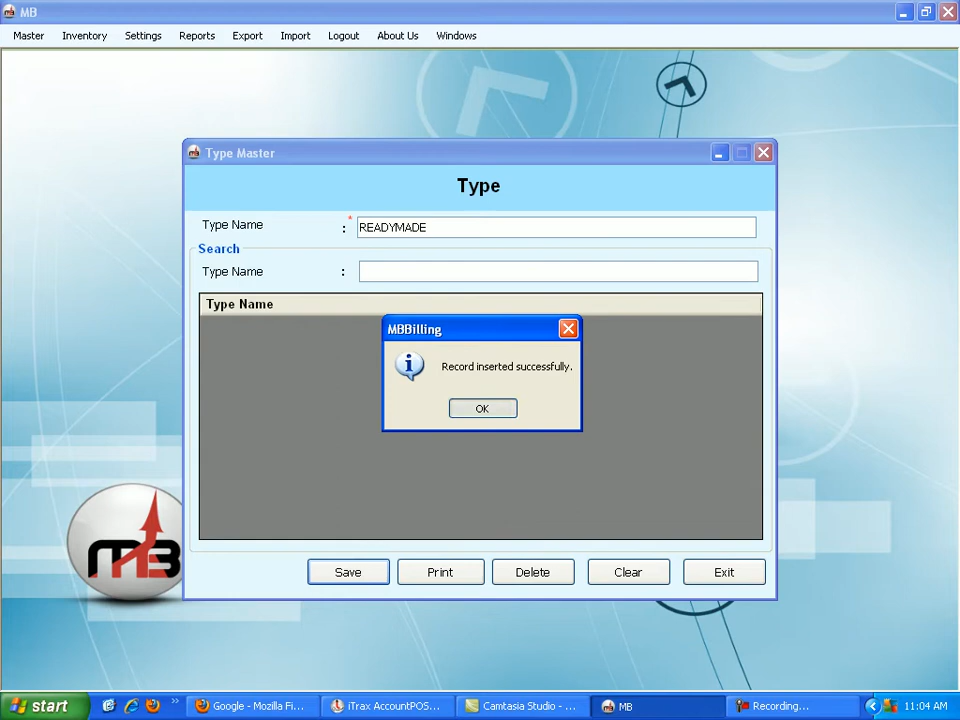 MB
Master Inventory Settings Reports Export Import Logout About Us Windows
Type Master
Type
Type Name : * READYMADE
Search
Type Name :
Type Name
MBBilling
Record inserted successfully.
OK
MB
Save Print Delete Clear Exit
start » Google - Mozilla Fi... iTrax AccountPOS... Camtasia Studio - ... MB Recording... 11:04 AM